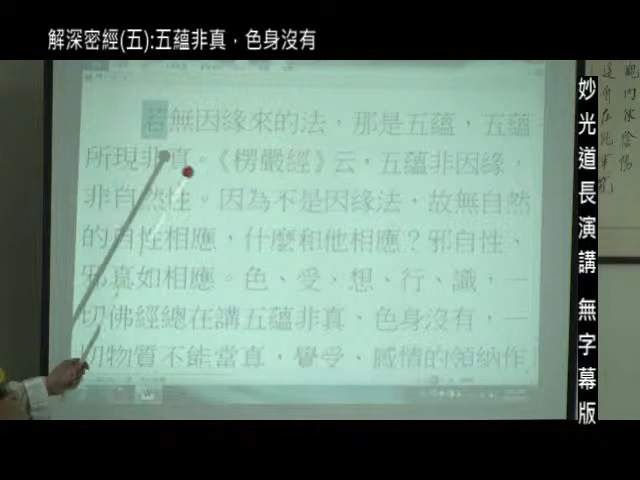 解深密經(五):五蘊非真，色身沒有
若無因緣來的法，那是五蘊，五蘊
所現非真。《楞嚴經》云，五蘊非因緣，
非自然性。因為不是因緣法，故無自然
的自性相應，什麼和他相應？邪自性、
邪真如相應。色、受、想、行、識，一
切佛經總在講五蘊非真、色身沒有，一
切物質不能當真，覺受、感情的領納作
妙光道長演講 無字幕版